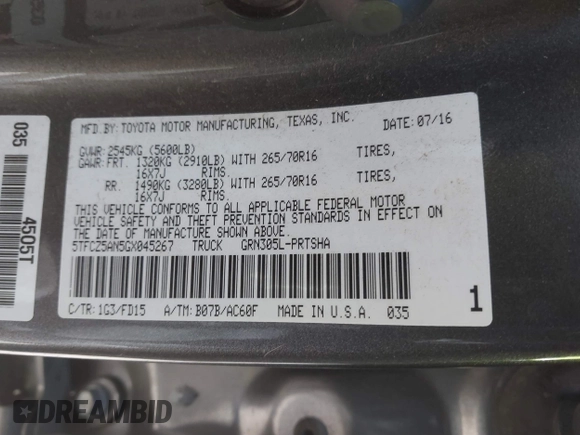 MFD.BY:TOYOTA MOTOR MANUFACTURING, TEXAS, INC. DATE:07/16
GVWR:2545KG (5600LB)
GAWR:FRT. 1320KG (2910LB) WITH 265/70R16 TIRES,
16X7J RIMS.
RR. 1490KG (3280LB) WITH 265/70R16 TIRES,
16X7J RIMS.
THIS VEHICLE CONFORMS TO ALL APPLICABLE FEDERAL MOTOR
VEHICLE SAFETY AND THEFT PREVENTION STANDARDS IN EFFECT ON
THE DATE OF MANUFACTURE SHOWN ABOVE.
5TFCZ5AN5GX045267 TRUCK GRN305L-PRTSHA
C/TR:1G3/FD15 A/TM:B07B/AC60F MADE IN U.S.A. 035
1
035
4505T
DREAMBID